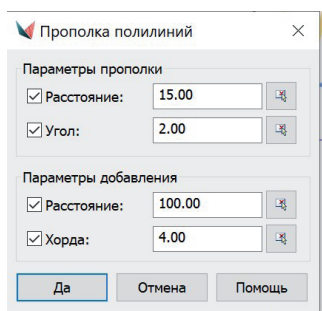 Прополка полилиний
Параметры прополки
Расстояние: 15.00
Угол: 2.00
Параметры добавления
Расстояние: 100.00
Хорда: 4.00
Да Отмена Помощь